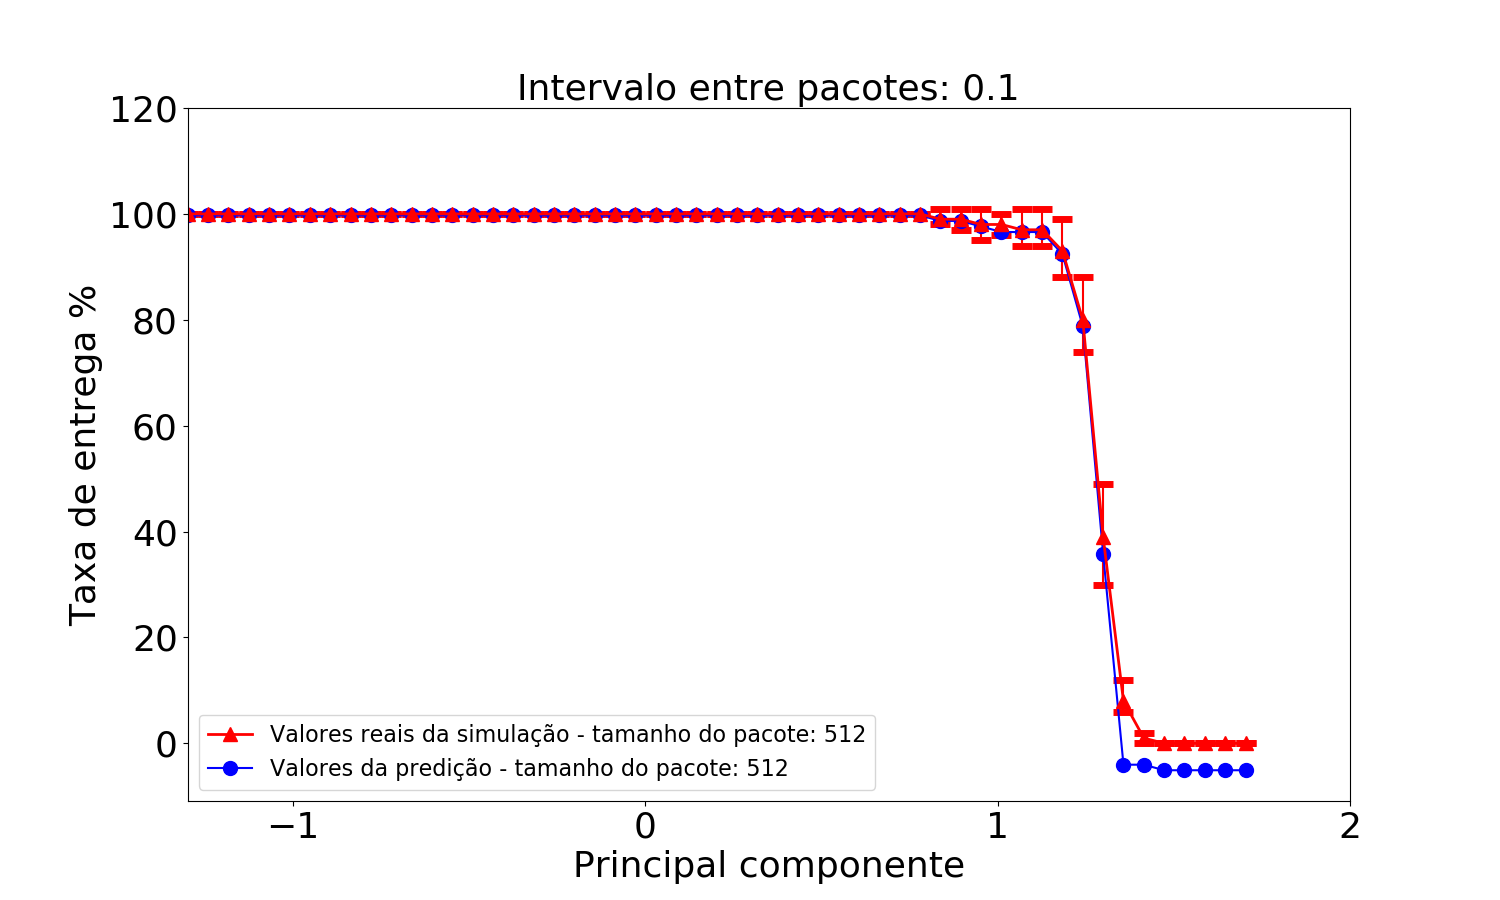 Intervalo entre pacotes: 0.1
120
100
80
60
40
20
0
Taxa de entrega %
Valores reais da simulação - tamanho do pacote: 512
Valores da predição - tamanho do pacote: 512
−1 0 1 2
Principal componente